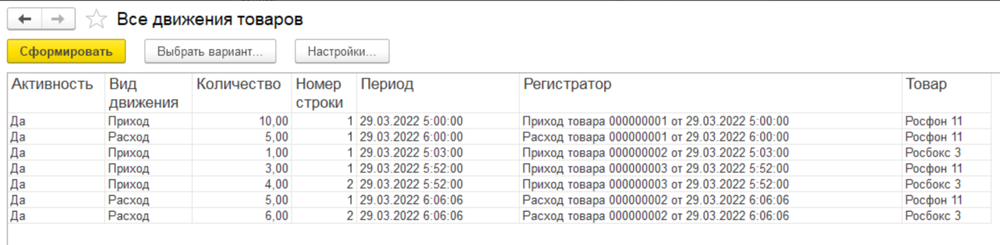 Все движения товаров
Сформировать Выбрать вариант... Настройки...
Активность Вид движения Количество Номер строки Период Регистратор Товар
Да Приход 10,00 1 29.03.2022 5:00:00 Приход товара 000000001 от 29.03.2022 5:00:00 Росфон 11
Да Расход 5,00 1 29.03.2022 6:00:00 Расход товара 000000001 от 29.03.2022 6:00:00 Росфон 11
Да Приход 1,00 1 29.03.2022 5:03:00 Приход товара 000000002 от 29.03.2022 5:03:00 Росбокс 3
Да Приход 3,00 1 29.03.2022 5:52:00 Приход товара 000000003 от 29.03.2022 5:52:00 Росфон 11
Да Приход 4,00 2 29.03.2022 5:52:00 Приход товара 000000003 от 29.03.2022 5:52:00 Росбокс 3
Да Расход 5,00 1 29.03.2022 6:06:06 Расход товара 000000002 от 29.03.2022 6:06:06 Росфон 11
Да Расход 6,00 2 29.03.2022 6:06:06 Расход товара 000000002 от 29.03.2022 6:06:06 Росбокс 3